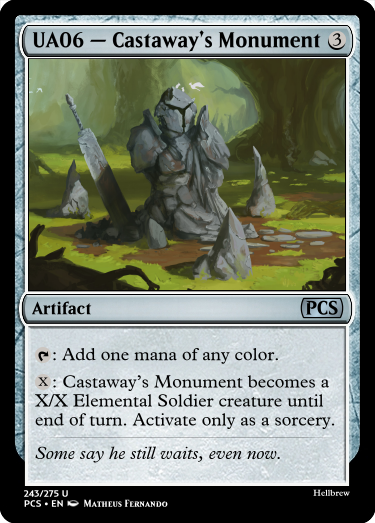 UA06 — Castaway's Monument 3
Artifact PCS
: Add one mana of any color.
X: Castaway's Monument becomes a
X/X Elemental Soldier creature until
end of turn. Activate only as a sorcery.
Some say he still waits, even now.
243/275 U Hellbrew
PCS • EN Matheus Fernando